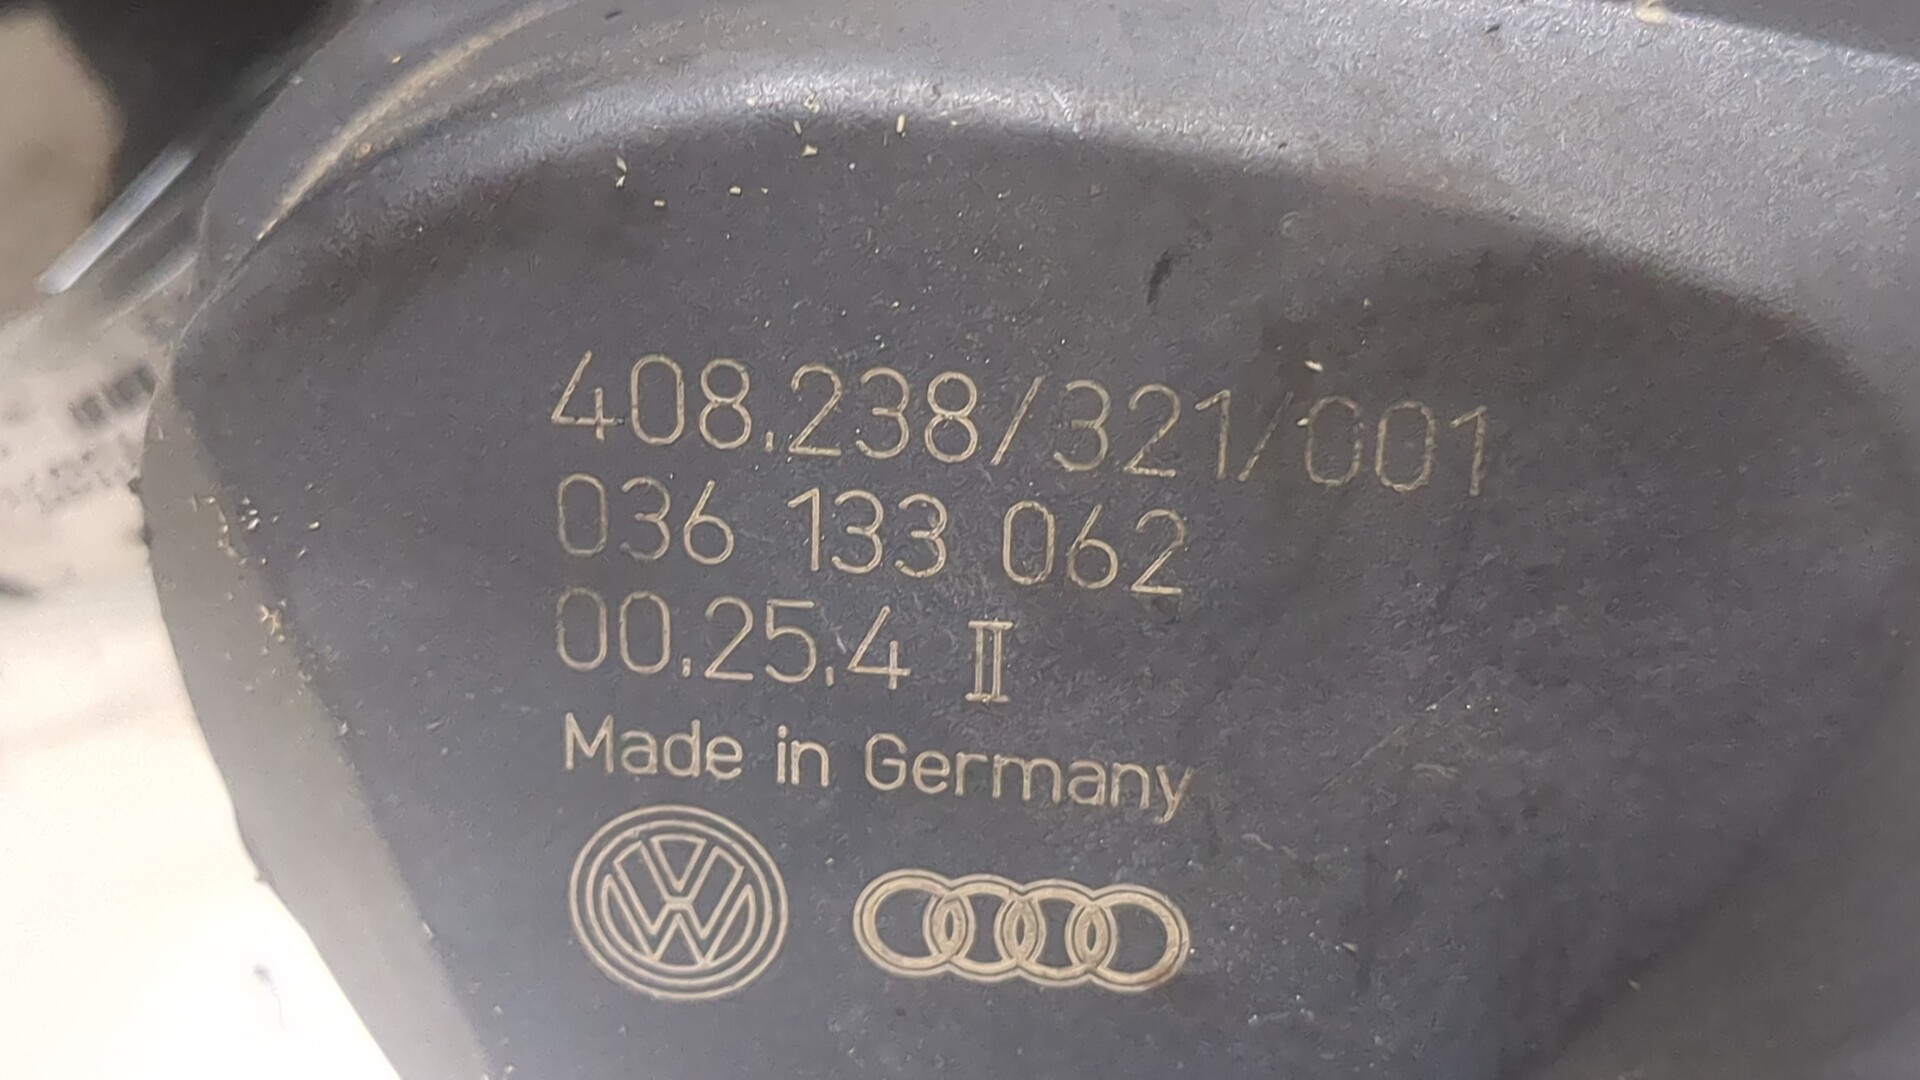 408.238/321/001
036 133 062
00.25.4 II
Made in Germany